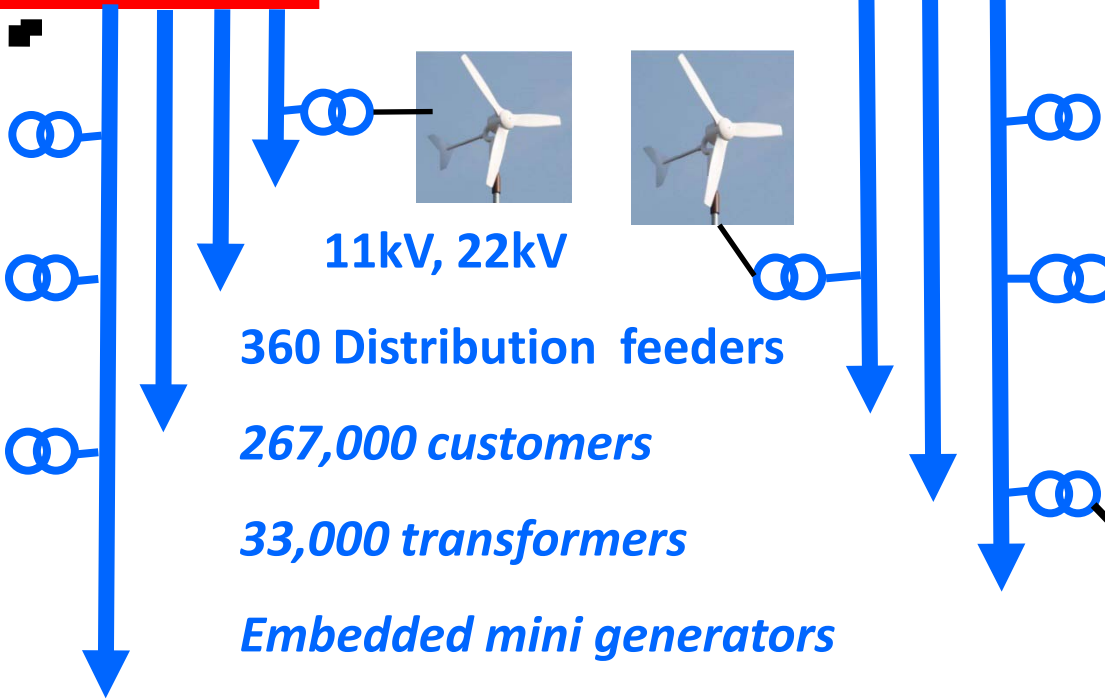 11kV, 22kV
360 Distribution feeders
267,000 customers
33,000 transformers
Embedded mini generators